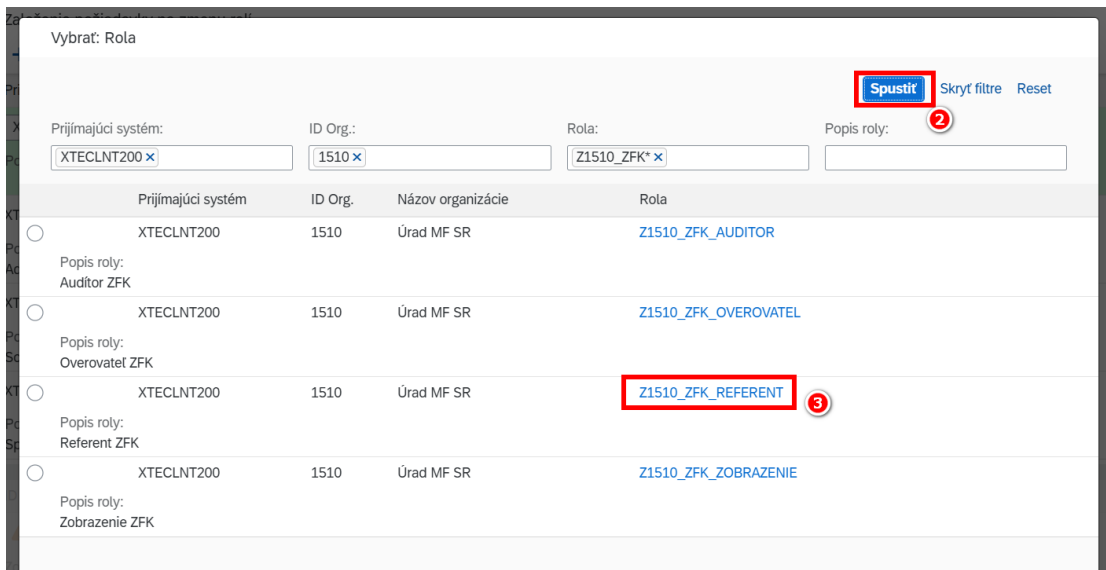 Vybrať: Rola
Spustiť Skryť filtre Reset
2
Prijímajúci systém: ID Org.: Rola: Popis roly:
XTECLNT200 × 1510 × Z1510_ZFK* ×
Prijímajúci systém ID Org. Názov organizácie Rola
XTECLNT200 1510 Úrad MF SR Z1510_ZFK_AUDITOR
Popis roly:
Audítor ZFK
XTECLNT200 1510 Úrad MF SR Z1510_ZFK_OVEROVATEL
Popis roly:
Overovateľ ZFK
XTECLNT200 1510 Úrad MF SR Z1510_ZFK_REFERENT
3
Popis roly:
Referent ZFK
XTECLNT200 1510 Úrad MF SR Z1510_ZFK_ZOBRAZENIE
Popis roly:
Zobrazenie ZFK